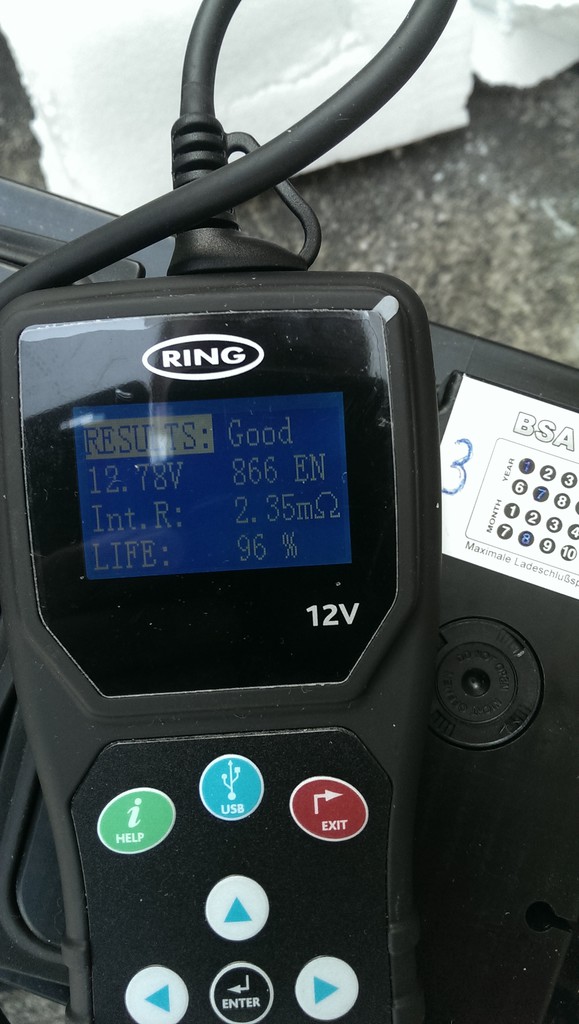 RING
RESULTS: Good
12.78V 866 EN
Int.R: 2.35mΩ
LIFE: 96 %
12V
i
HELP
USB
EXIT
ENTER
3
BSA
YEAR
1 2 3
6 7 8
MONTH
1 2 3
7 8 9 10
Maximale Ladeschlußsp